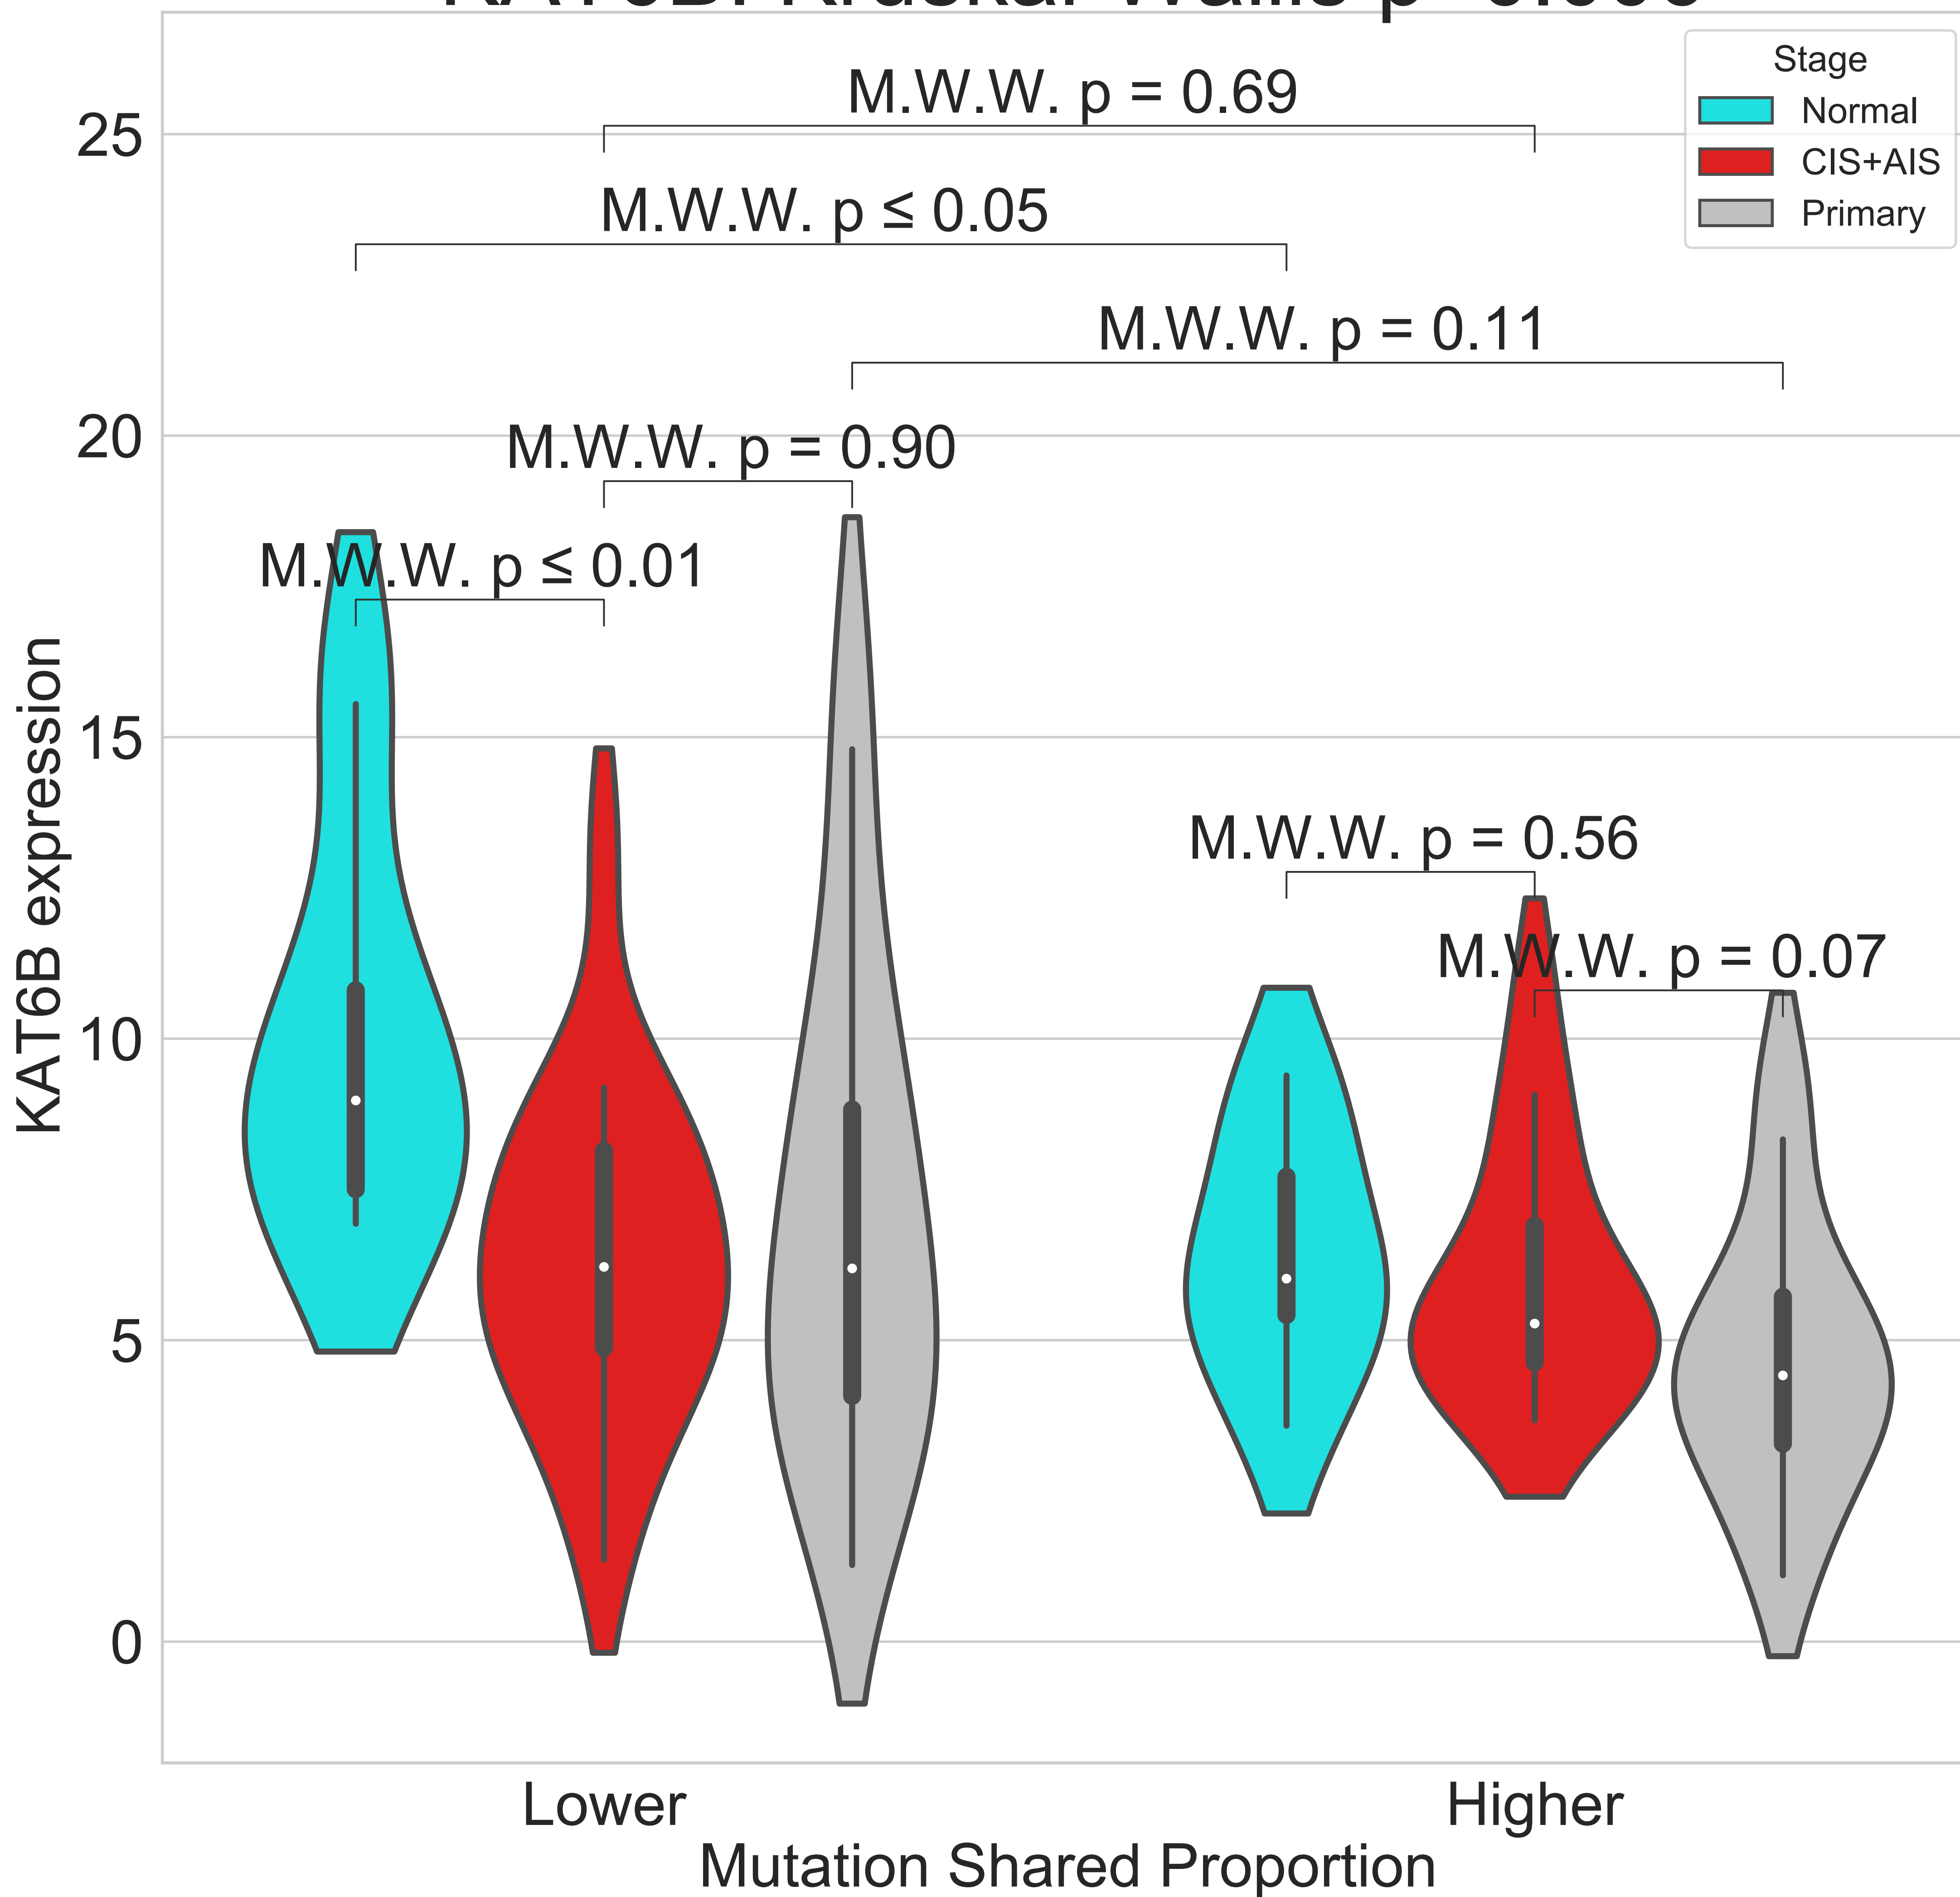 M.W.W. p = 0.69
M.W.W. p ≤ 0.05
M.W.W. p = 0.11
M.W.W. p = 0.90
M.W.W. p ≤ 0.01
M.W.W. p = 0.56
M.W.W. p = 0.07
Stage
Normal
CIS+AIS
Primary
KAT6B expression
25
20
15
10
5
0
Lower
Higher
Mutation Shared Proportion